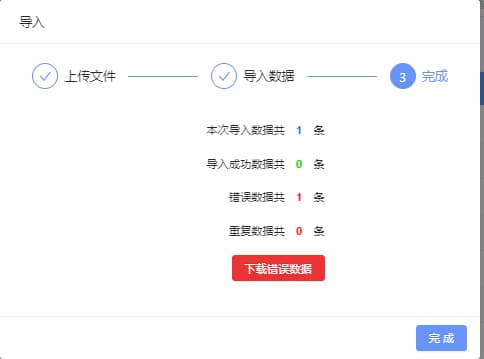 导入
上传文件 导入数据 3 完成
本次导入数据共 1 条
导入成功数据共 0 条
错误数据共 1 条
重复数据共 0 条
下载错误数据
完 成